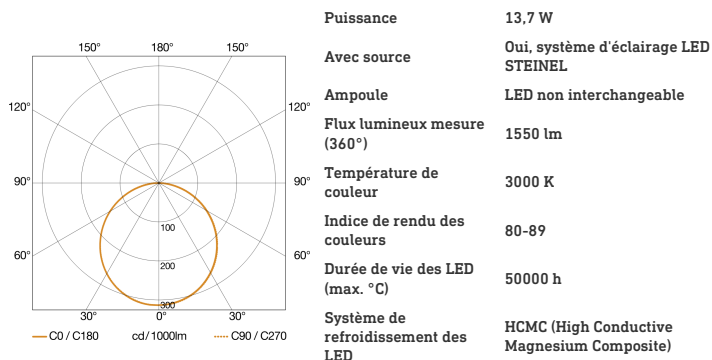 150°
180°
150°
120°
120°
90°
90°
60°
60°
100
200
300
30°
0°
30°
C0 / C180
cd/1000lm
C90 / C270
Puissance
13,7 W
Avec source
Oui, système d'éclairage LED
STEINEL
Ampoule
LED non interchangeable
Flux lumineux mesure
(360°)
1550 lm
Température de
couleur
3000 K
Indice de rendu des
couleurs
80-89
Durée de vie des LED
(max. °C)
50000 h
Système de
refroidissement des
LED
HCMC (High Conductive
Magnesium Composite)